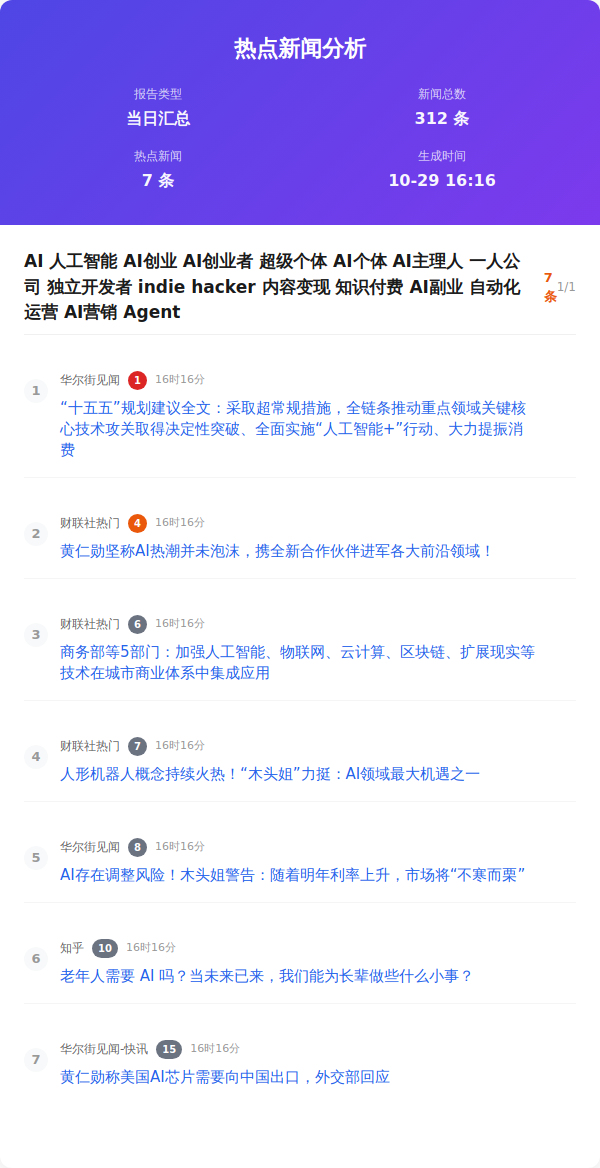 热点新闻分析
报告类型
当日汇总
新闻总数
312 条
热点新闻
7 条
生成时间
10-29 16:16
AI 人工智能 AI创业 AI创业者 超级个体 AI个体 AI主理人 一人公
司 独立开发者 indie hacker 内容变现 知识付费 AI副业 自动化
运营 AI营销 Agent
7
条
1/1
1
华尔街见闻 1 16时16分
“十五五”规划建议全文：采取超常规措施，全链条推动重点领域关键核
心技术攻关取得决定性突破、全面实施“人工智能+”行动、大力提振消
费
2
财联社热门 4 16时16分
黄仁勋坚称AI热潮并未泡沫，携全新合作伙伴进军各大前沿领域！
3
财联社热门 6 16时16分
商务部等5部门：加强人工智能、物联网、云计算、区块链、扩展现实等
技术在城市商业体系中集成应用
4
财联社热门 7 16时16分
人形机器人概念持续火热！“木头姐”力挺：AI领域最大机遇之一
5
华尔街见闻 8 16时16分
AI存在调整风险！木头姐警告：随着明年利率上升，市场将“不寒而栗”
6
知乎 10 16时16分
老年人需要 AI 吗？当未来已来，我们能为长辈做些什么小事？
7
华尔街见闻-快讯 15 16时16分
黄仁勋称美国AI芯片需要向中国出口，外交部回应